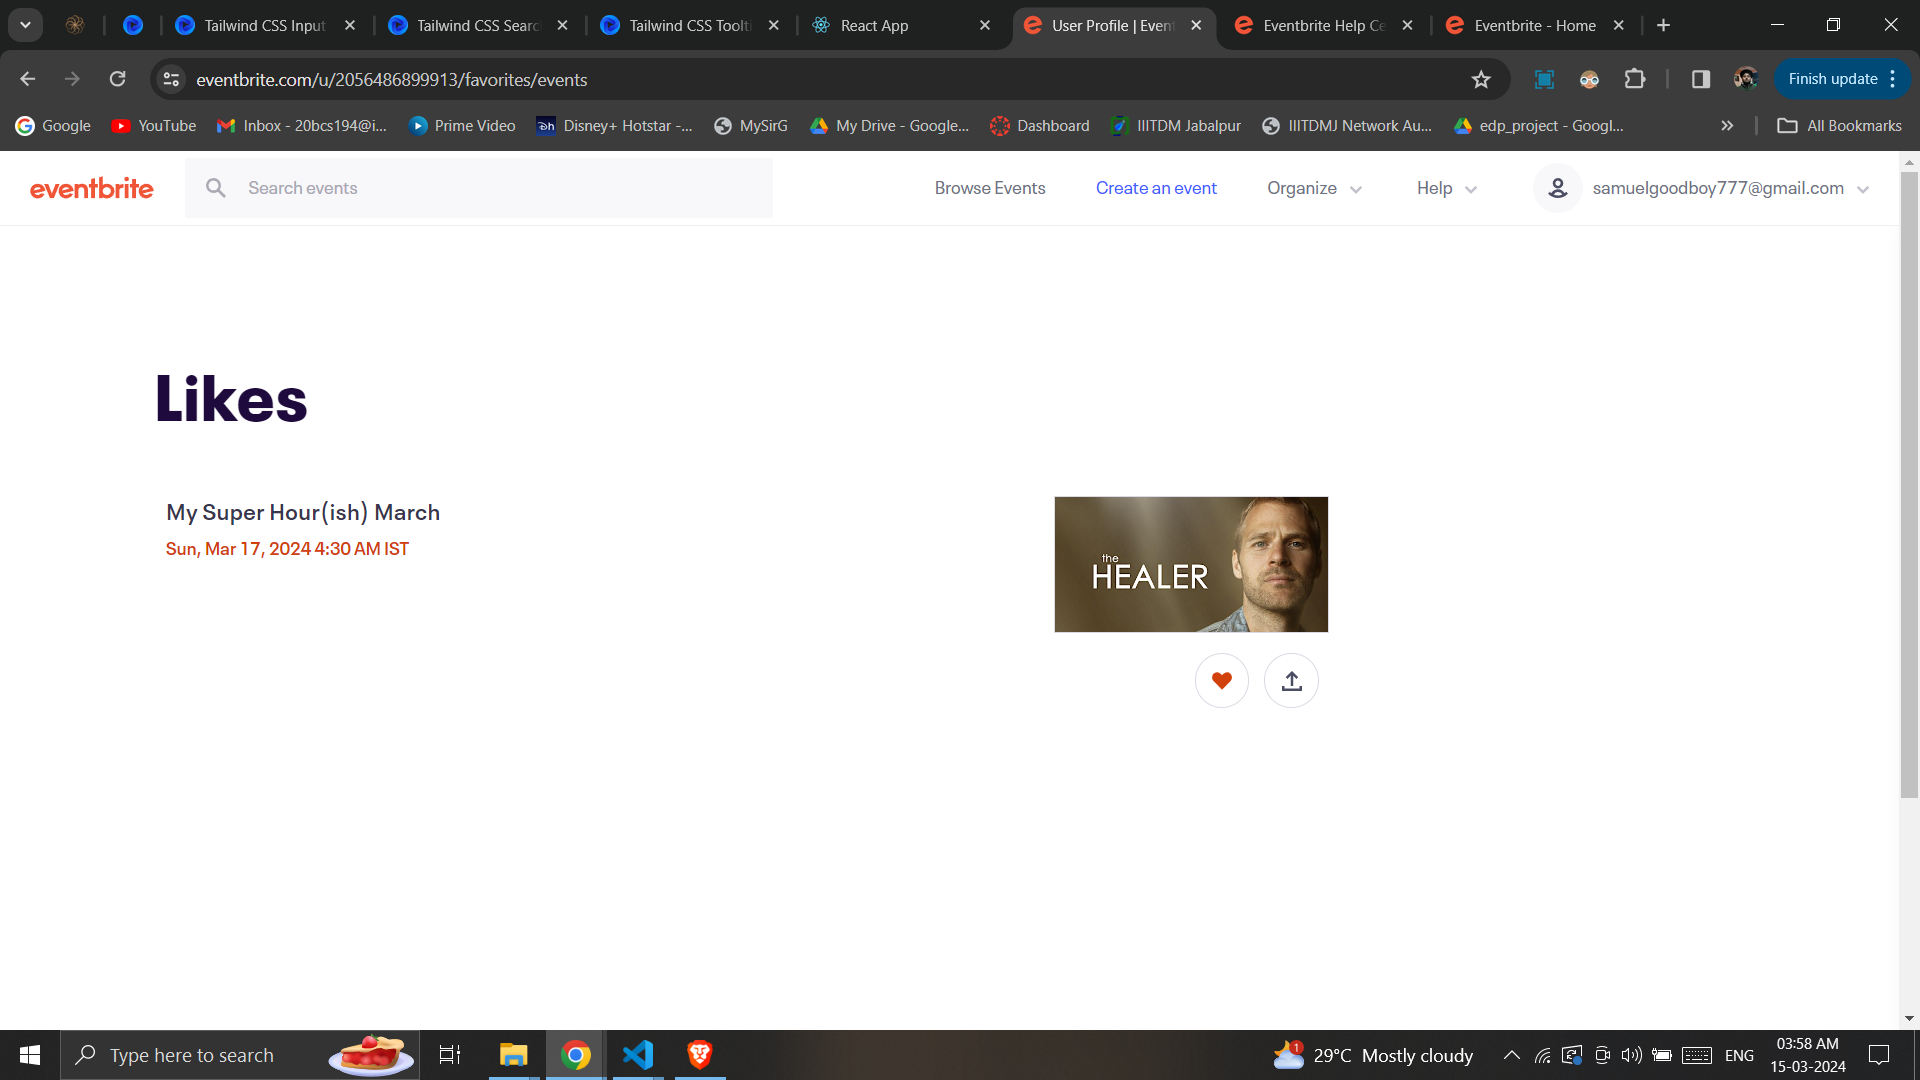 Tailwind CSS Input
Tailwind CSS Searc
Tailwind CSS Toolti
React App
User Profile | Event
Eventbrite Help Ce
Eventbrite - Home
eventbrite.com/u/2056486899913/favorites/events
Finish update
Google
YouTube
Inbox - 20bcs194@i...
Prime Video
Disney+ Hotstar -...
MySirG
My Drive - Google...
Dashboard
IIITDM Jabalpur
IIITDMJ Network Au...
edp_project - Googl...
All Bookmarks
eventbrite
Search events
Browse Events
Create an event
Organize
Help
samuelgoodboy777@gmail.com
Likes
My Super Hour(ish) March
Sun, Mar 17, 2024 4:30 AM IST
the
HEALER
Type here to search
1
29°C Mostly cloudy
ENG
03:58 AM
15-03-2024